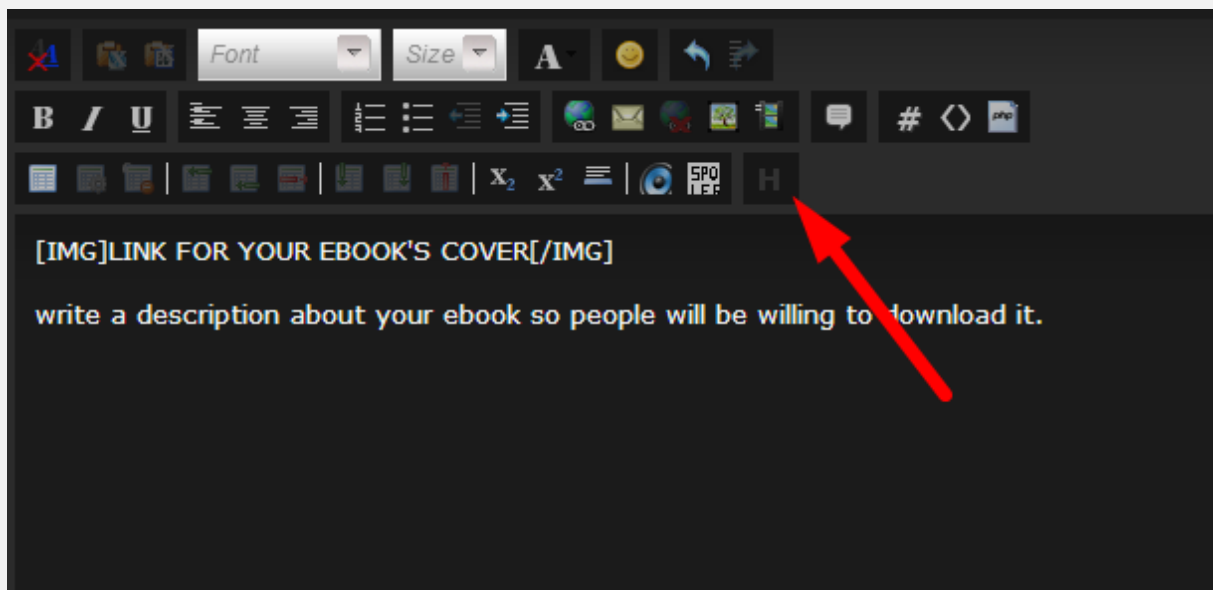 Font Size A
B I U # <> php
X₂ X² SPOILER H
[IMG]LINK FOR YOUR EBOOK'S COVER[/IMG]
write a description about your ebook so people will be willing to download it.